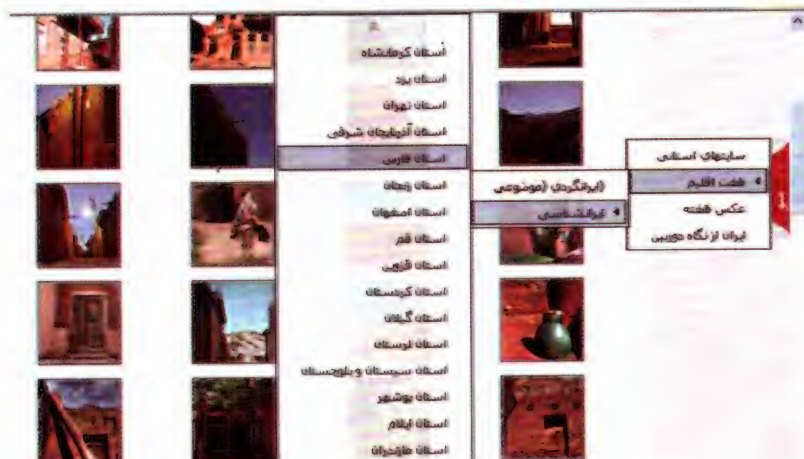 سایتهای استانی
هفت اقلیم
عکس هفته
ایران از نگاه دوربین
(ایرانگردی (موضوعی
ایرانشناسی
استان کرمانشاه
استان یزد
استان تهران
استان آذربایجان شرقی
استان فارس
استان زنجان
استان اصفهان
استان قم
استان قزوین
استان کردستان
استان گیلان
استان لرستان
استان سیستان و بلوچستان
استان بوشهر
استان ایلام
استان مازندران